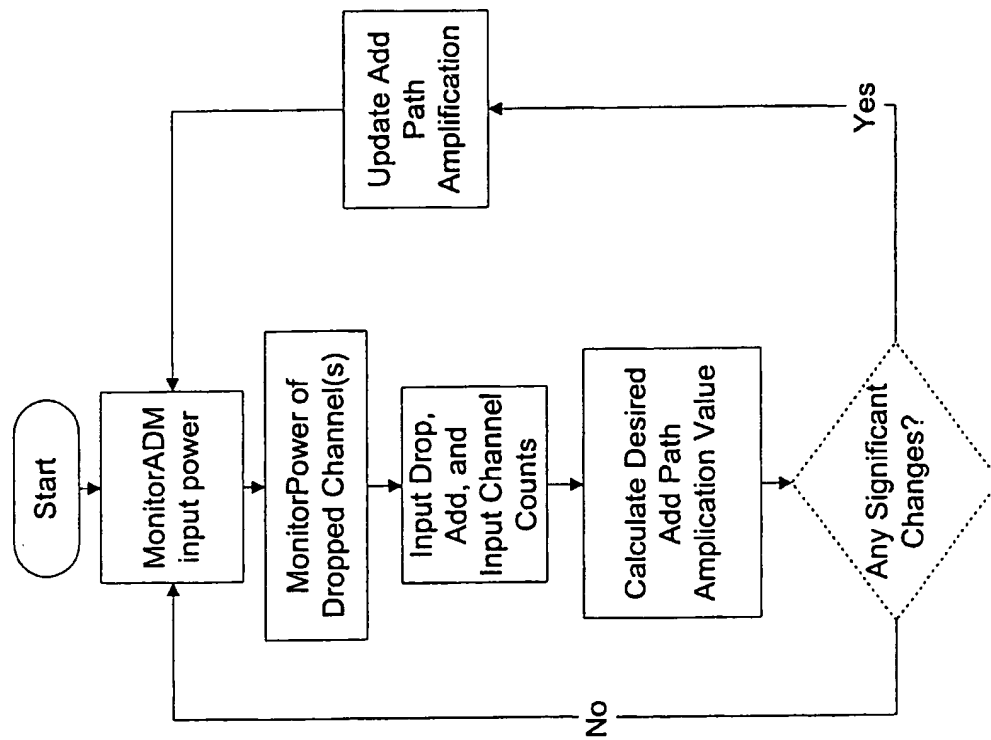 Start
MonitorADM
input power
MonitorPower of
Dropped Channel(s)
Input Drop,
Add, and
Input Channel
Counts
Calculate Desired
Add Path
Amplication Value
Any Significant
Changes?
No
Yes
Update Add
Path
Amplification